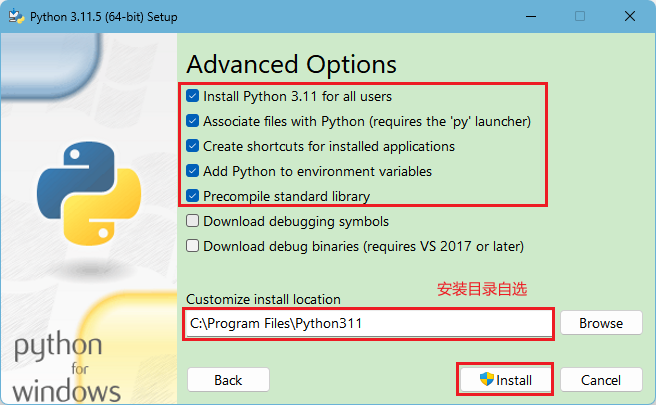 Python 3.11.5 (64-bit) Setup
Advanced Options
Install Python 3.11 for all users
Associate files with Python (requires the 'py' launcher)
Create shortcuts for installed applications
Add Python to environment variables
Precompile standard library
Download debugging symbols
Download debug binaries (requires VS 2017 or later)
安装目录自选
Customize install location
C:\Program Files\Python311
Browse
python
for
windows
Back
Install
Cancel